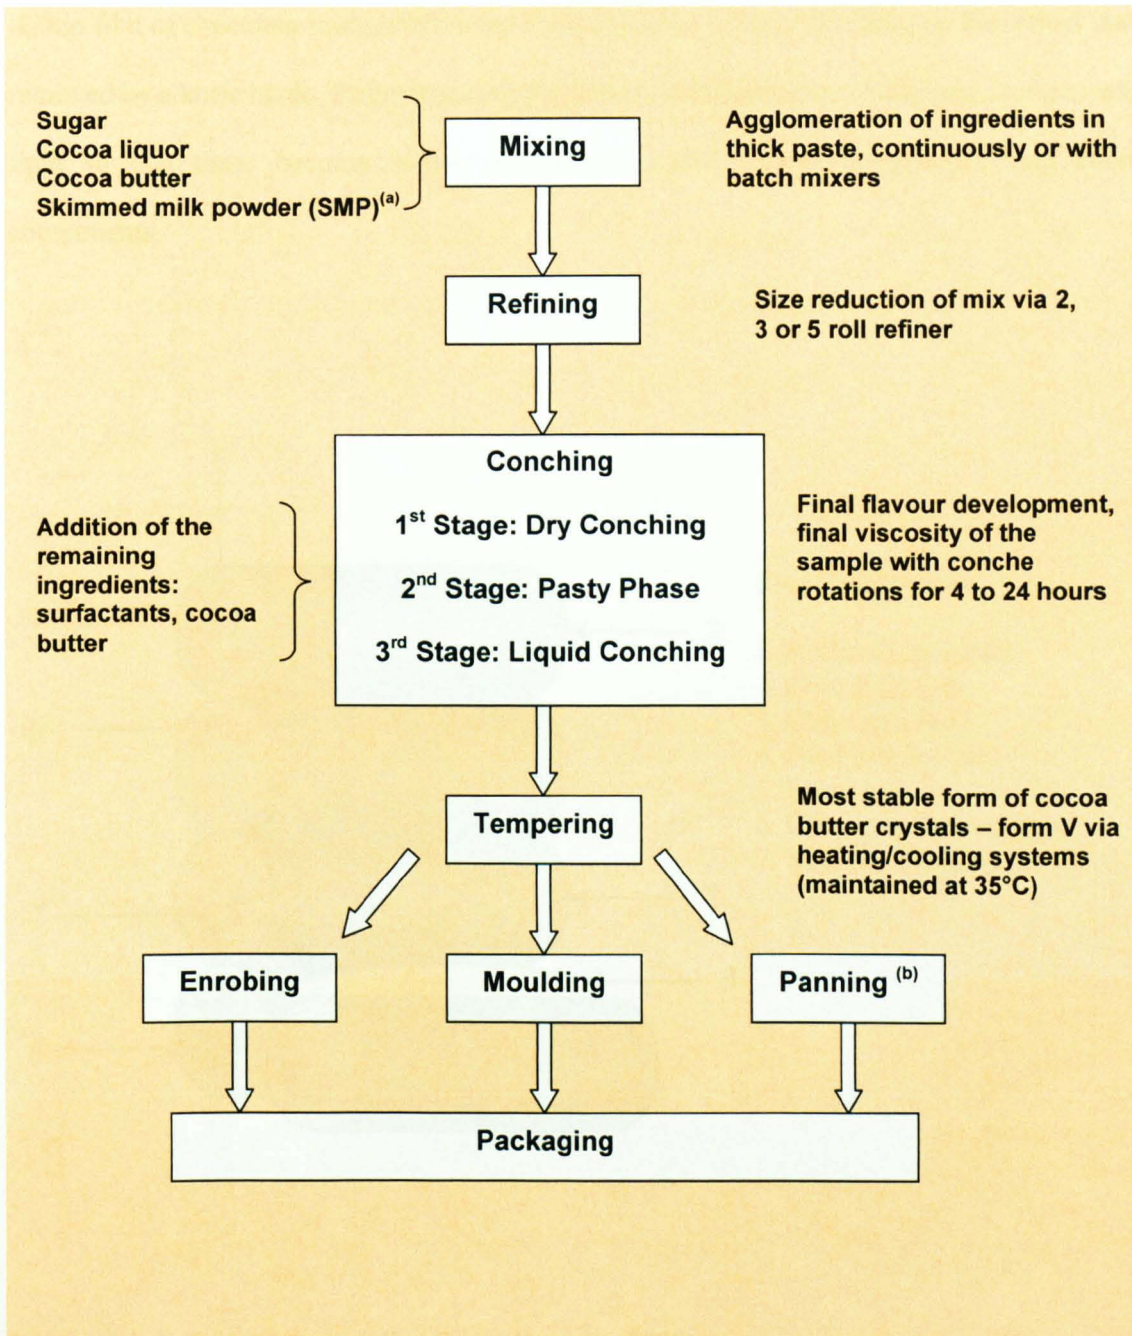 Sugar
Cocoa liquor
Cocoa butter
Skimmed milk powder (SMP)(a)
Mixing
Agglomeration of ingredients in
thick paste, continuously or with
batch mixers
Refining
Size reduction of mix via 2,
3 or 5 roll refiner
Conching
1st Stage: Dry Conching
2nd Stage: Pasty Phase
3rd Stage: Liquid Conching
Addition of the
remaining
ingredients:
surfactants, cocoa
butter
Final flavour development,
final viscosity of the
sample with conche
rotations for 4 to 24 hours
Tempering
Most stable form of cocoa
butter crystals – form V via
heating/cooling systems
(maintained at 35°C)
Enrobing
Moulding
Panning (b)
Packaging